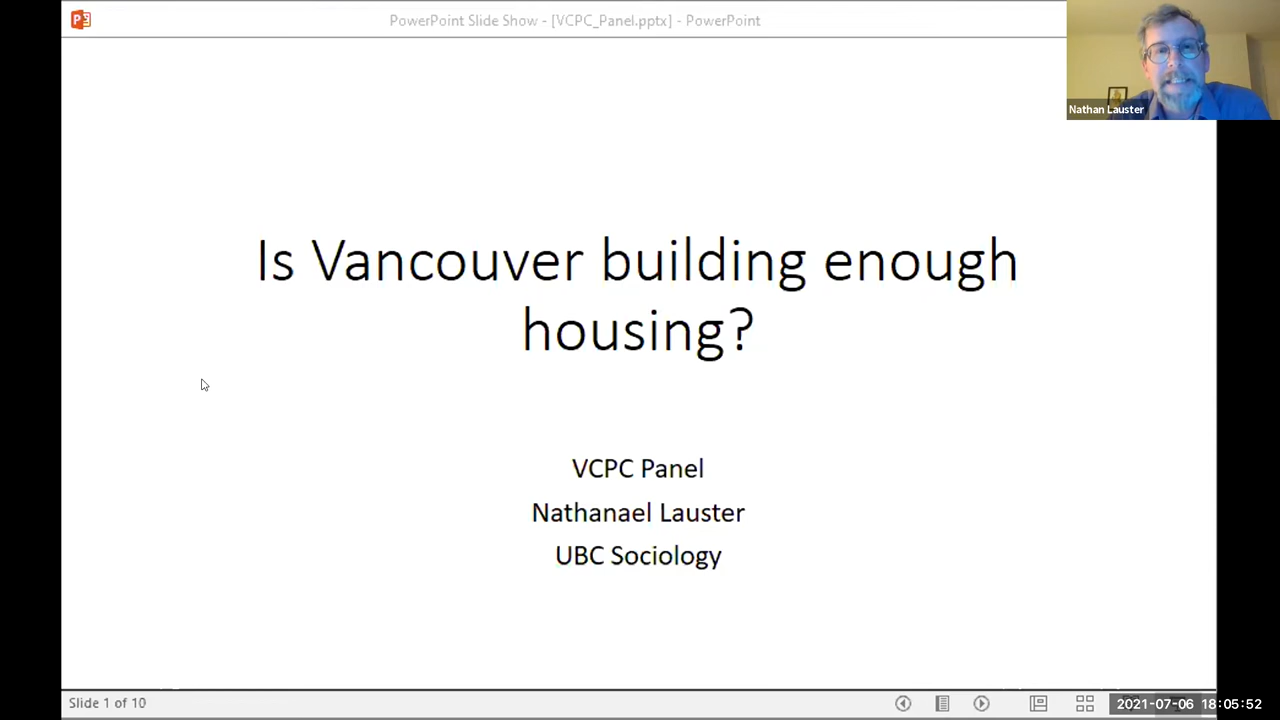 PowerPoint Slide Show - [VCPC_Panel.pptx] - PowerPoint
Nathan Lauster
Is Vancouver building enough
housing?
VCPC Panel
Nathanael Lauster
UBC Sociology
Slide 1 of 10
2021-07-06 18:05:52